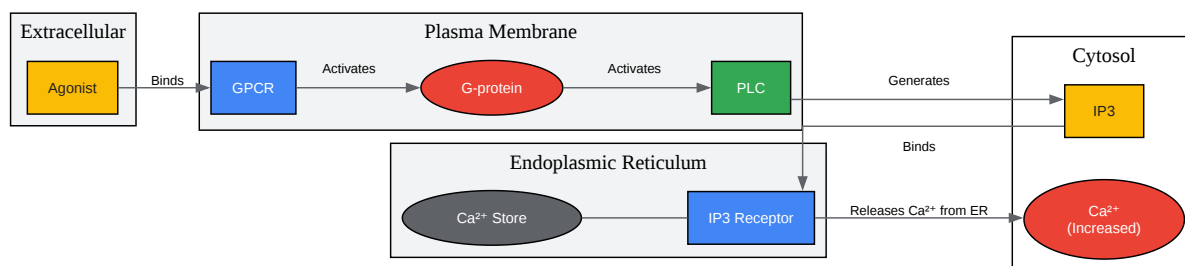 Extracellular
Plasma Membrane
Agonist
Binds
GPCR
Activates
G-protein
Activates
PLC
Generates
Cytosol
IP3
Binds
Endoplasmic Reticulum
Ca²⁺ Store
IP3 Receptor
Releases Ca²⁺ from ER
Ca²⁺
(Increased)